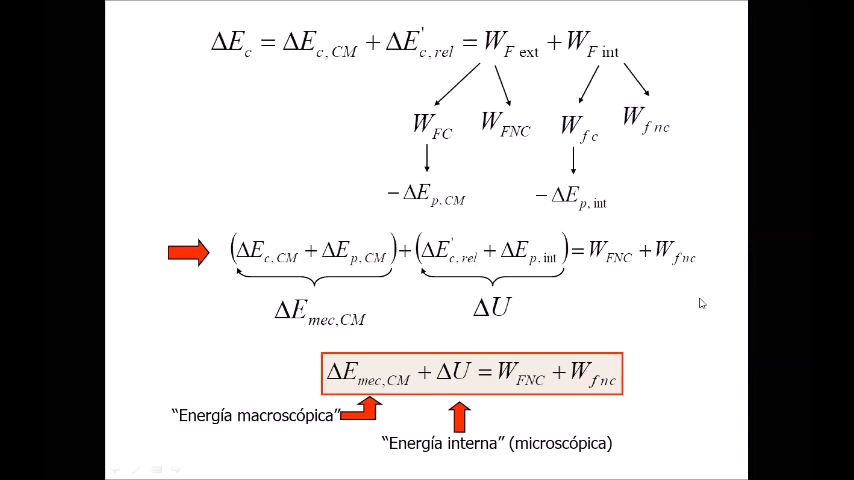 ΔE_c = ΔE_{c,CM} + ΔE'_{c,rel} = W_{F ext} + W_{F int}
W_{FC} W_{FNC} W_{fc} W_{fnc}
− ΔE_{p,CM} − ΔE_{p,int}
(ΔE_{c,CM} + ΔE_{p,CM}) + (ΔE'_{c,rel} + ΔE_{p,int}) = W_{FNC} + W_{fnc}
ΔE_{mec,CM} ΔU
ΔE_{mec,CM} + ΔU = W_{FNC} + W_{fnc}
“Energía macroscópica”
“Energía interna” (microscópica)